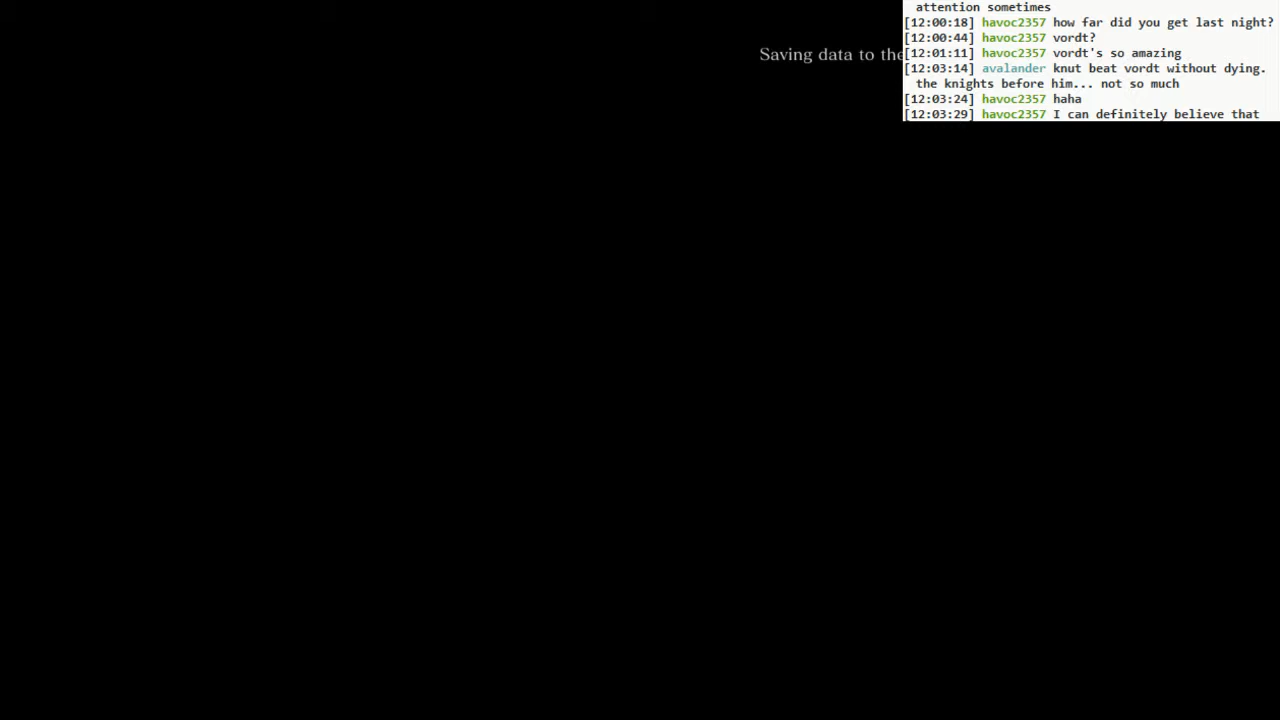 attention sometimes
[12:00:18] havoc2357 how far did you get last night?
[12:00:44] havoc2357 vordt?
Saving data to the
[12:01:11] havoc2357 vordt's so amazing
[12:03:14] avalander knut beat vordt without dying.
the knights before him... not so much
[12:03:24] havoc2357 haha
[12:03:29] havoc2357 I can definitely believe that